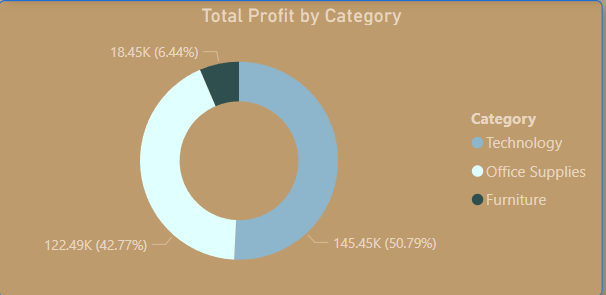 Total Profit by Category
18.45K (6.44%)
Category
Technology
Office Supplies
Furniture
122.49K (42.77%)
145.45K (50.79%)